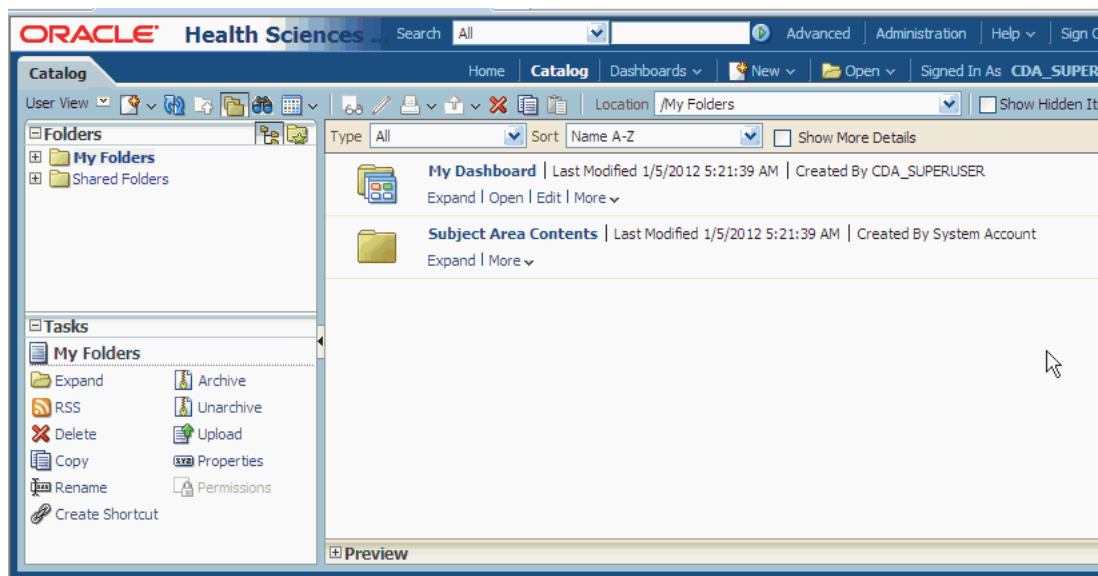 ORACLE Health Sciences ... Search All Advanced Administration Help Sign
Catalog Home Catalog Dashboards New Open Signed In As CDA_SUPER
User View Location /My Folders Show Hidden It
Folders
My Folders
Shared Folders
Type All Sort Name A-Z Show More Details
My Dashboard | Last Modified 1/5/2012 5:21:39 AM | Created By CDA_SUPERUSER
Expand | Open | Edit | More
Subject Area Contents | Last Modified 1/5/2012 5:21:39 AM | Created By System Account
Expand | More
Tasks
My Folders
Expand Archive
RSS Unarchive
Delete Upload
Copy XYZ Properties
Rename Permissions
Create Shortcut
Preview